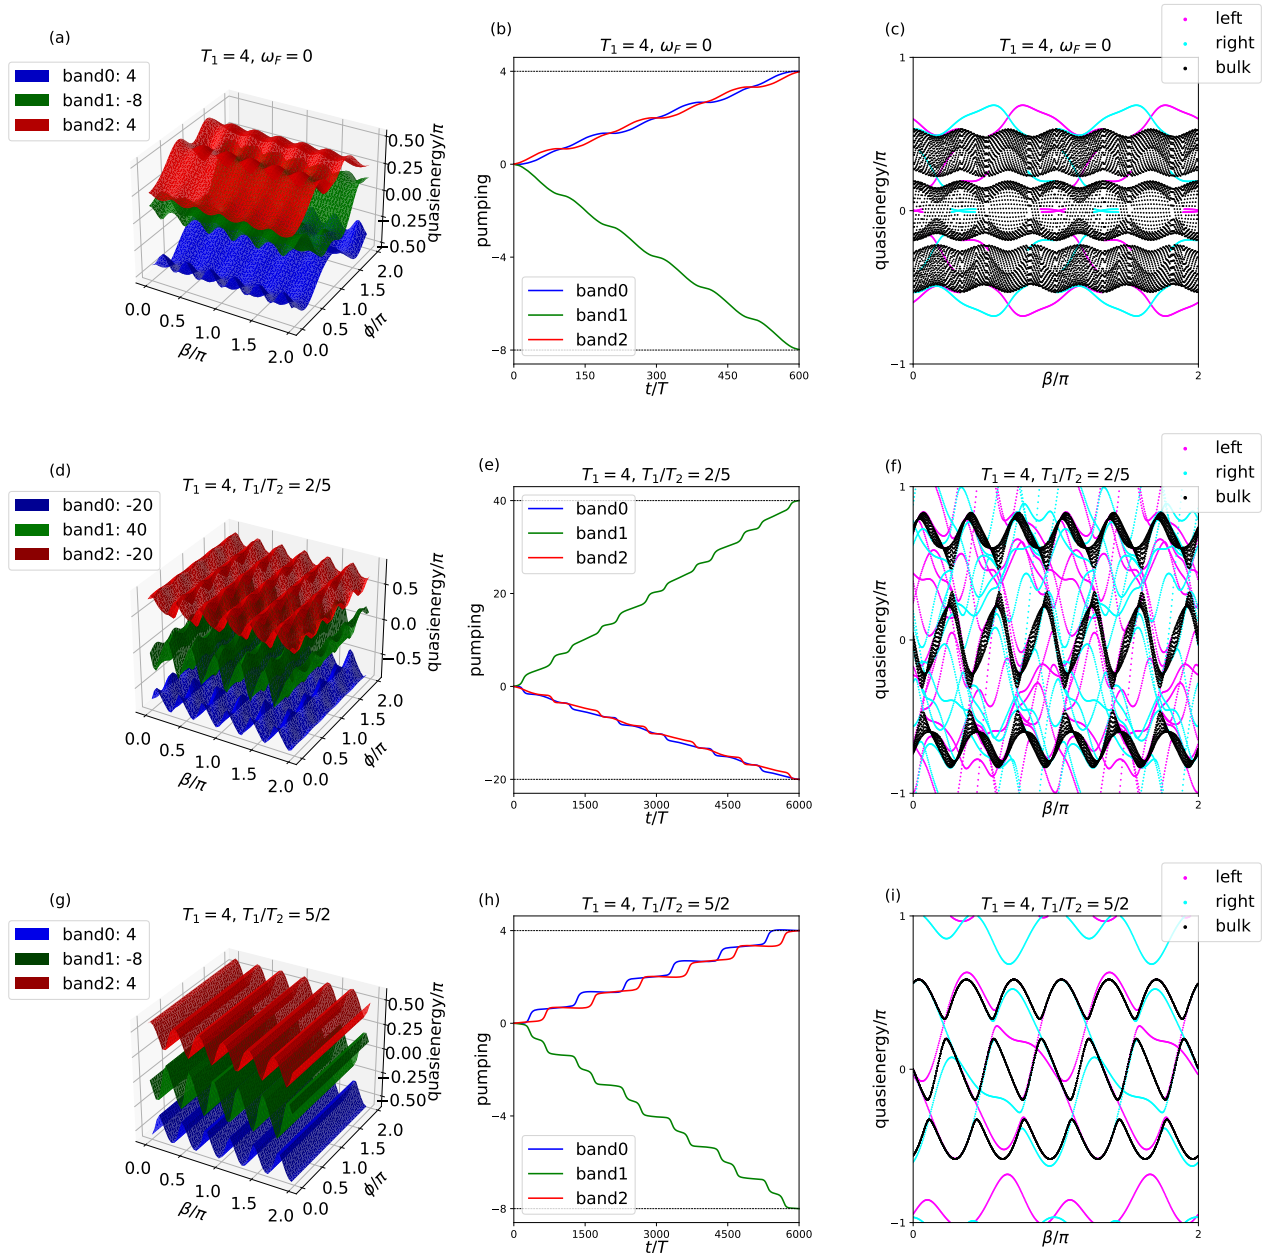 (a)
T₁ = 4, ω_F = 0
band0: 4
band1: -8
band2: 4
0.50
0.25
0.00
−0.25
−0.50
quasienergy/π
0.0
0.5
1.0
1.5
2.0
β/π
0.0
0.5
1.0
1.5
2.0
ϕ/π
(b)
T₁ = 4, ω_F = 0
4
0
−4
−8
pumping
band0
band1
band2
0 150 300 450 600
t/T
(c)
T₁ = 4, ω_F = 0
left
right
bulk
1
0
−1
quasienergy/π
0 2
β/π
(d)
T₁ = 4, T₁/T₂ = 2/5
band0: -20
band1: 40
band2: -20
0.5
0.0
−0.5
quasienergy/π
0.0
0.5
1.0
1.5
2.0
β/π
0.0
0.5
1.0
1.5
2.0
ϕ/π
(e)
T₁ = 4, T₁/T₂ = 2/5
40
20
0
−20
pumping
band0
band1
band2
0 1500 3000 4500 6000
t/T
(f)
T₁ = 4, T₁/T₂ = 2/5
left
right
bulk
1
0
−1
quasienergy/π
0 2
β/π
(g)
T₁ = 4, T₁/T₂ = 5/2
band0: 4
band1: -8
band2: 4
0.50
0.25
0.00
−0.25
−0.50
quasienergy/π
0.0
0.5
1.0
1.5
2.0
β/π
0.0
0.5
1.0
1.5
2.0
ϕ/π
(h)
T₁ = 4, T₁/T₂ = 5/2
4
0
−4
−8
pumping
band0
band1
band2
0 1500 3000 4500 6000
t/T
(i)
T₁ = 4, T₁/T₂ = 5/2
left
right
bulk
1
0
−1
quasienergy/π
0 2
β/π